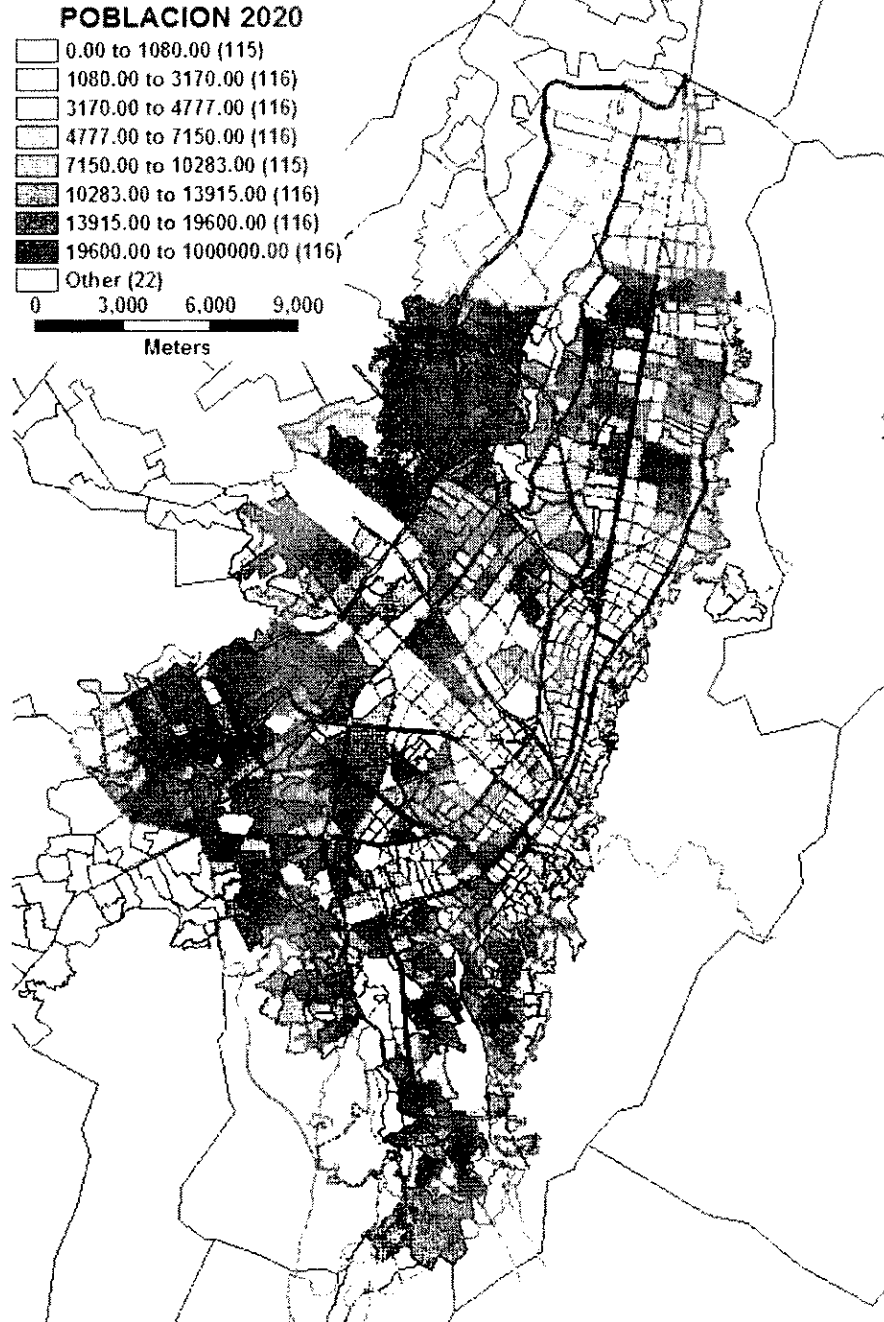 POBLACION 2020
0.00 to 1080.00 (115)
1080.00 to 3170.00 (116)
3170.00 to 4777.00 (116)
4777.00 to 7150.00 (116)
7150.00 to 10283.00 (115)
10283.00 to 13915.00 (116)
13915.00 to 19600.00 (116)
19600.00 to 1000000.00 (116)
Other (22)
0 3,000 6,000 9,000
Meters